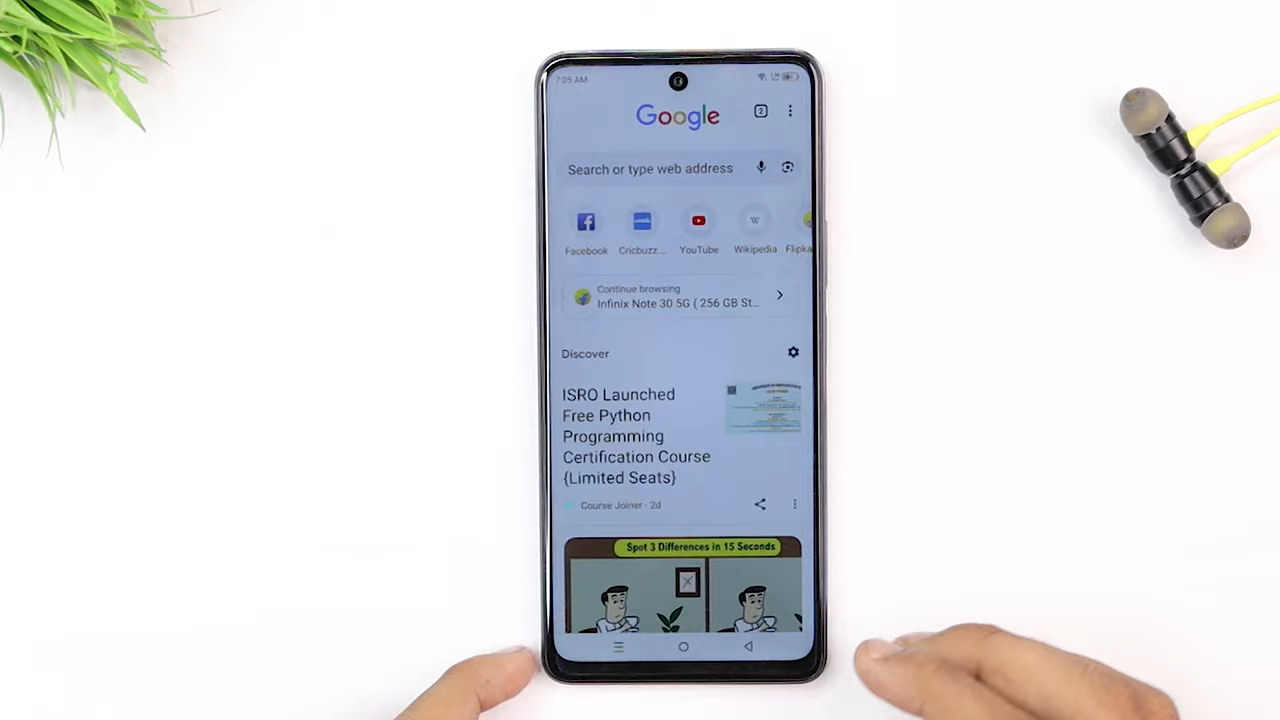 7:05 AM
Google
2
Search or type web address
Facebook
Cricbuzz...
YouTube
W
Wikipedia
Flipka
Continue browsing
Infinix Note 30 5G ( 256 GB St...
Discover
ISRO Launched
Free Python
Programming
Certification Course
{Limited Seats}
Course Joiner · 2d
Spot 3 Differences in 15 Seconds